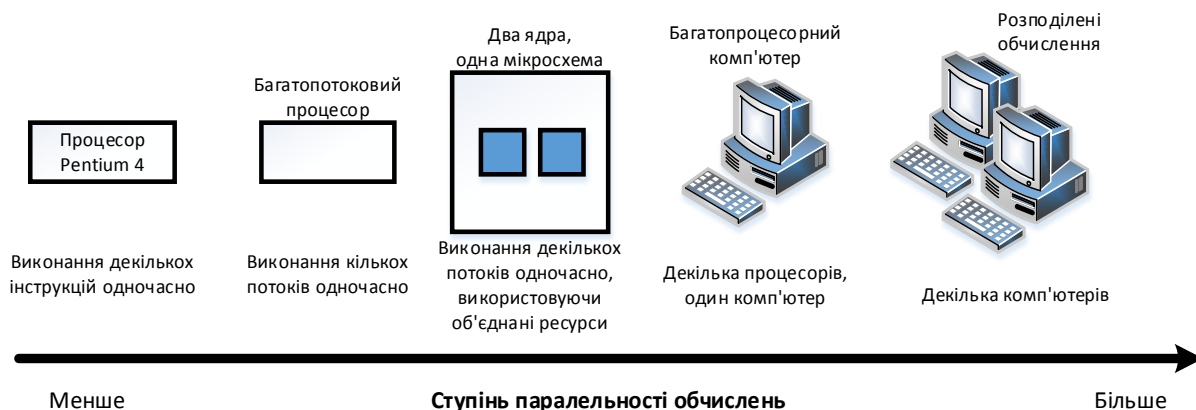 Процесор
Pentium 4
Виконання декількох
інструкцій одночасно
Багатопотоковий
процесор
Виконання кількох
потоків одночасно
Два ядра,
одна мікросхема
Виконання декількох
потоків одночасно,
використовуючи
об'єднані ресурси
Багатопроцесорний
комп'ютер
Декілька процесорів,
один комп'ютер
Розподілені
обчислення
Декілька комп'ютерів
Менше
Ступінь паралельності обчислень
Більше